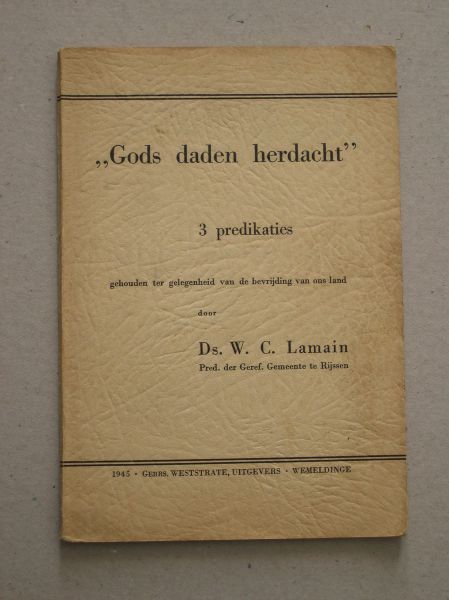 „Gods daden herdacht”
3 predikaties
gehouden ter gelegenheid van de bevrijding van ons land
door
Ds. W. C. Lamain
Pred. der Geref. Gemeente te Rijssen
1945 · GEBRS. WESTSTRATE, UITGEVERS · WEMELDINGE